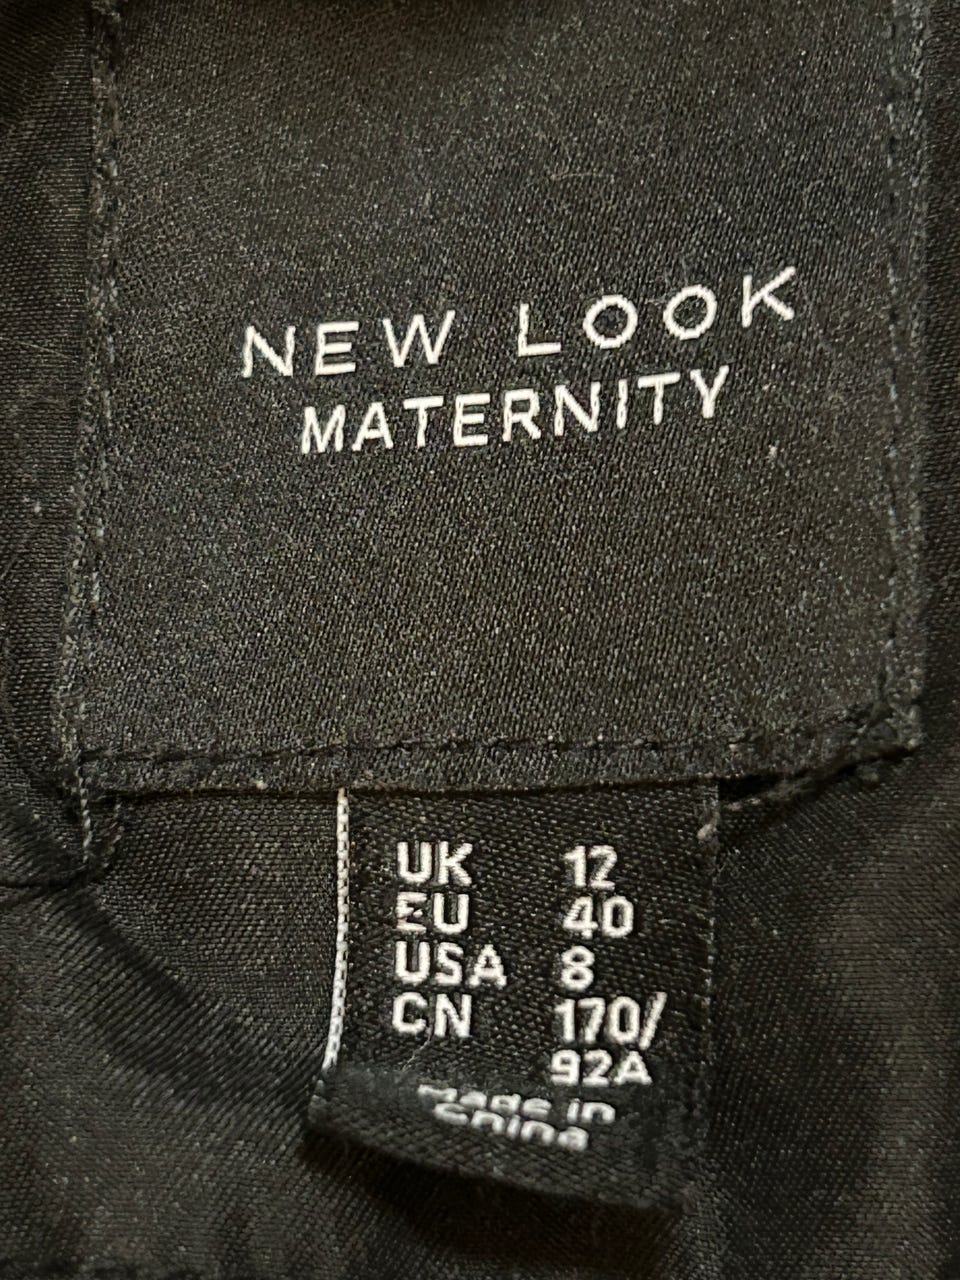 NEW LOOK
MATERNITY
UK 12
EU 40
USA 8
CN 170/
92A
Made in
China